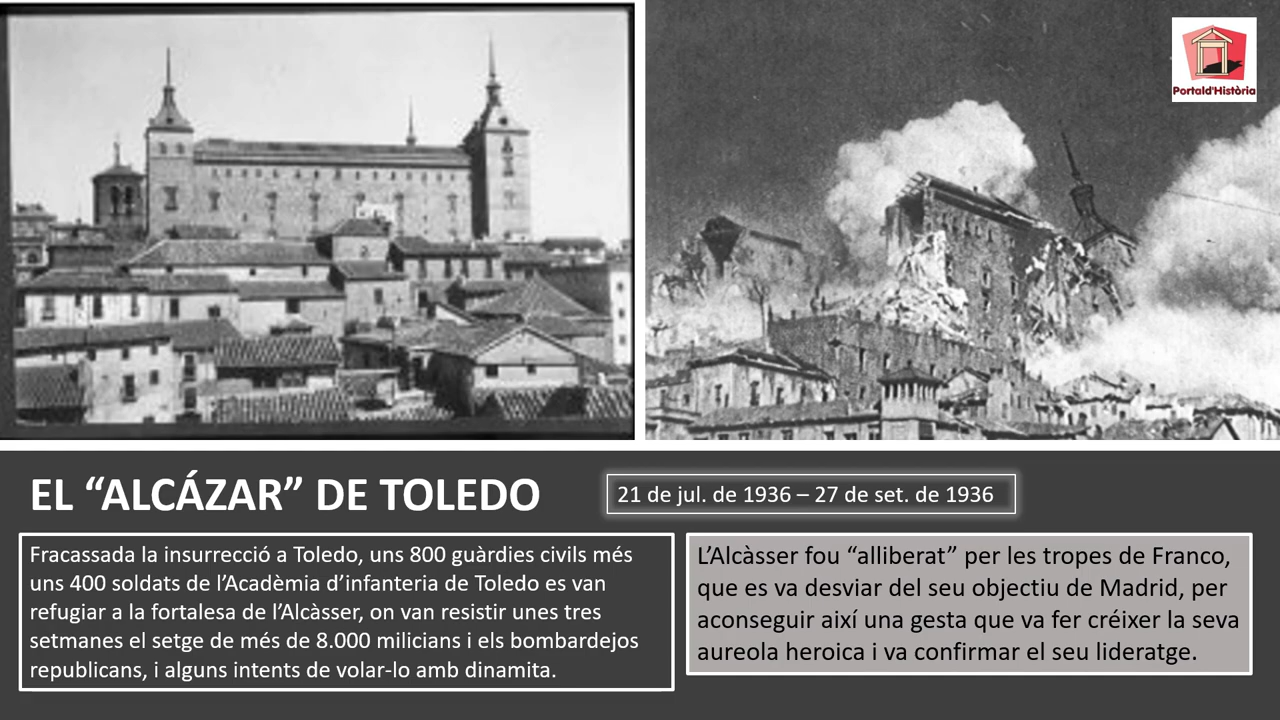 Portald'Història
EL “ALCÁZAR” DE TOLEDO
21 de jul. de 1936 – 27 de set. de 1936
Fracassada la insurrecció a Toledo, uns 800 guàrdies civils més
uns 400 soldats de l’Acadèmia d’infanteria de Toledo es van
refugiar a la fortalesa de l’Alcàsser, on van resistir unes tres
setmanes el setge de més de 8.000 milicians i els bombardejos
republicans, i alguns intents de volar-lo amb dinamita.
L’Alcàsser fou “alliberat” per les tropes de Franco,
que es va desviar del seu objectiu de Madrid, per
aconseguir així una gesta que va fer créixer la seva
aureola heroica i va confirmar el seu lideratge.